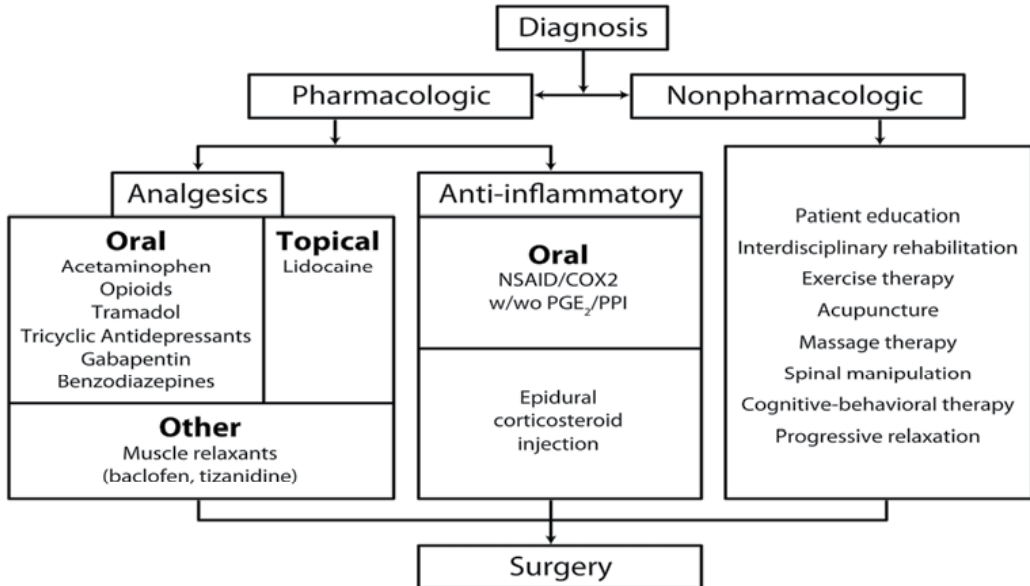 Diagnosis
Pharmacologic
Nonpharmacologic
Analgesics
Oral
Acetaminophen
Opioids
Tramadol
Tricyclic Antidepressants
Gabapentin
Benzodiazepines
Topical
Lidocaine
Other
Muscle relaxants
(baclofen, tizanidine)
Anti-inflammatory
Oral
NSAID/COX2
w/wo PGE₂/PPI
Epidural
corticosteroid
injection
Patient education
Interdisciplinary rehabilitation
Exercise therapy
Acupuncture
Massage therapy
Spinal manipulation
Cognitive-behavioral therapy
Progressive relaxation
Surgery